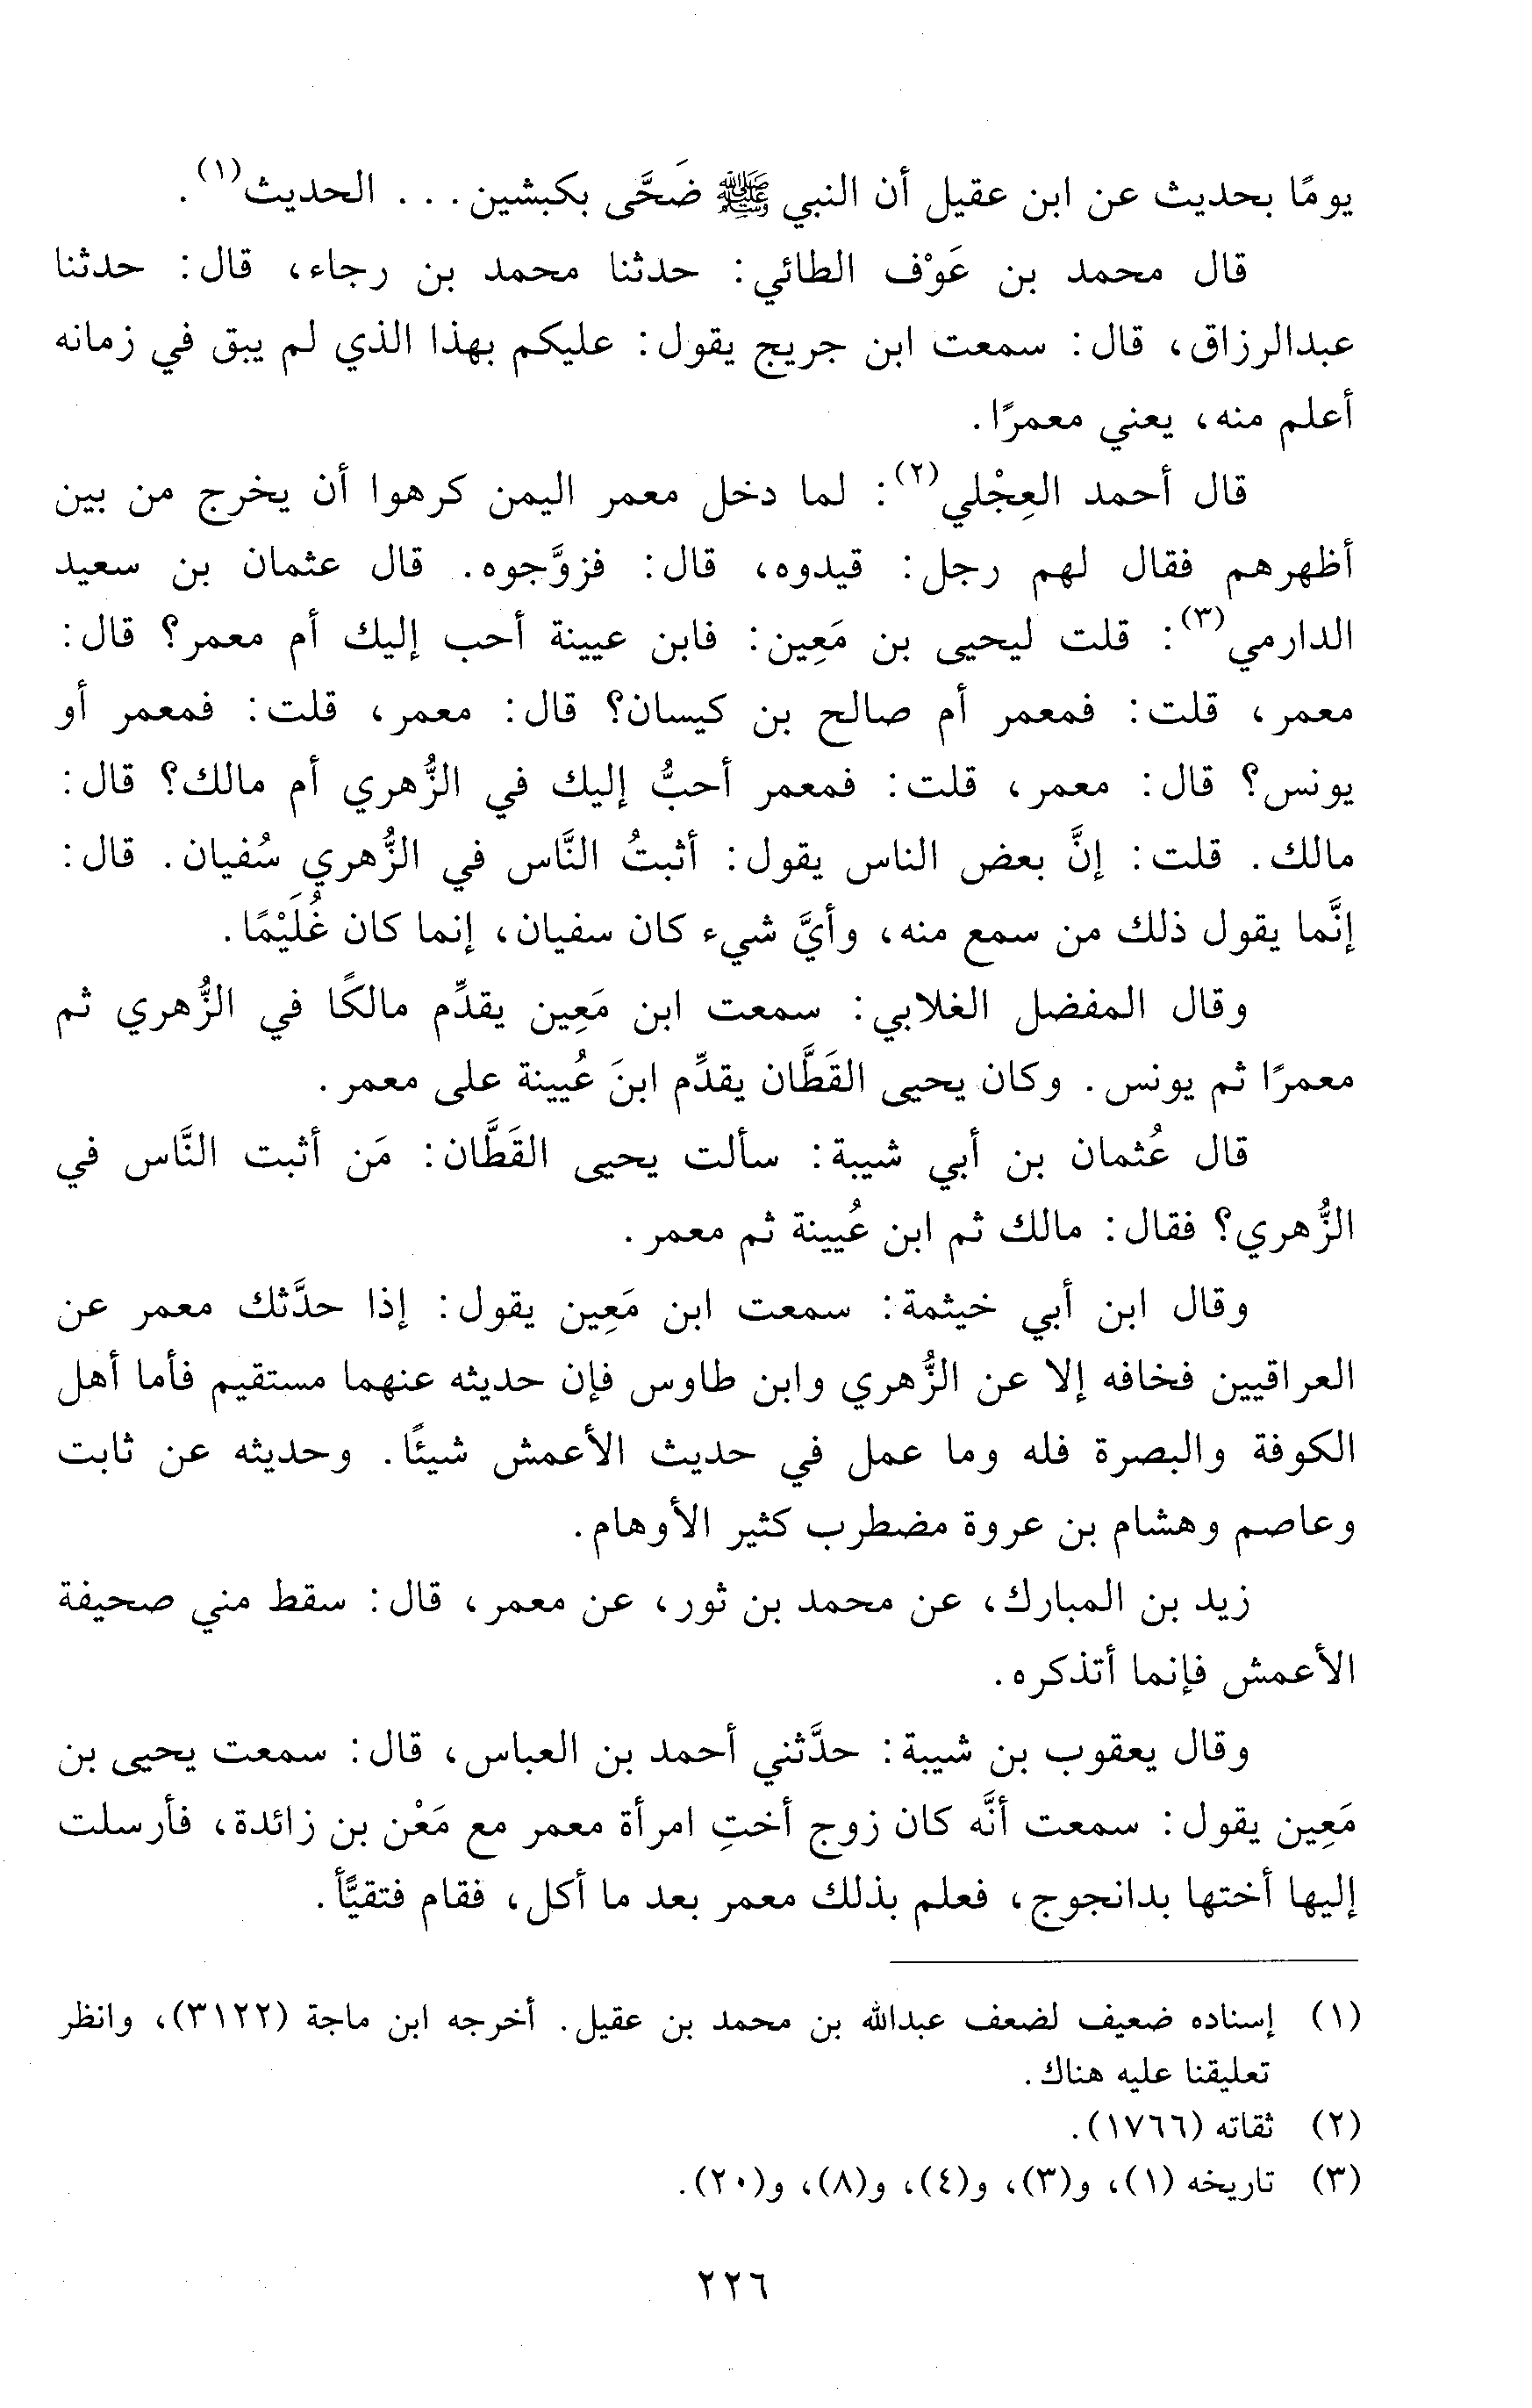 يومًا بحديث عن ابن عقيل أن النبي ﷺ ضَحَّى بكبشين... الحديث(١).
قال محمد بن عَوْف الطائي: حدثنا محمد بن رجاء، قال: حدثنا
عبدالرزاق، قال: سمعت ابن جريج يقول: عليكم بهذا الذي لم يبق في زمانه
أعلم منه، يعني معمرًا.
قال أحمد العِجْلي(٢): لما دخل معمر اليمن كرهوا أن يخرج من بين
أظهرهم فقال لهم رجل: قيدوه، قال: فزوَّجوه. قال عثمان بن سعيد
الدارمي(٣): قلت ليحيى بن مَعِين: فابن عيينة أحب إليك أم معمر؟ قال:
معمر، قلت: فمعمر أم صالح بن كيسان؟ قال: معمر، قلت: فمعمر أو
يونس؟ قال: معمر، قلت: فمعمر أحبُّ إليك في الزُّهري أم مالك؟ قال:
مالك. قلت: إنَّ بعض الناس يقول: أثبتُ النَّاس في الزُّهري سُفيان. قال:
إنَّما يقول ذلك من سمع منه، وأيَّ شيء كان سفيان، إنما كان غُلَيْمًا.
وقال المفضل الغلابي: سمعت ابن مَعِين يقدِّم مالكًا في الزُّهري ثم
معمرًا ثم يونس. وكان يحيى القَطَّان يقدِّم ابنَ عُيينة على معمر.
قال عُثمان بن أبي شيبة: سألت يحيى القَطَّان: مَن أثبت النَّاس في
الزُّهري؟ فقال: مالك ثم ابن عُيينة ثم معمر.
وقال ابن أبي خيثمة: سمعت ابن مَعِين يقول: إذا حدَّثك معمر عن
العراقيين فخافه إلا عن الزُّهري وابن طاوس فإن حديثه عنهما مستقيم فأما أهل
الكوفة والبصرة فله وما عمل في حديث الأعمش شيئًا. وحديثه عن ثابت
وعاصم وهشام بن عروة مضطرب كثير الأوهام.
زيد بن المبارك، عن محمد بن ثور، عن معمر، قال: سقط مني صحيفة
الأعمش فإنما أتذكره.
وقال يعقوب بن شيبة: حدَّثني أحمد بن العباس، قال: سمعت يحيى بن
مَعِين يقول: سمعت أنَّه كان زوج أختِ امرأة معمر مع مَعْن بن زائدة، فأرسلت
إليها أختها بدانجوج، فعلم بذلك معمر بعد ما أكل، فقام فتقيَّأ.
(١) إسناده ضعيف لضعف عبدالله بن محمد بن عقيل. أخرجه ابن ماجة (٣١٢٢)، وانظر
تعليقنا عليه هناك.
(٢) ثقاته (١٧٦٦).
(٣) تاريخه (١)، و(٣)، و(٤)، و(٨)، و(٢٠).
٢٢٦